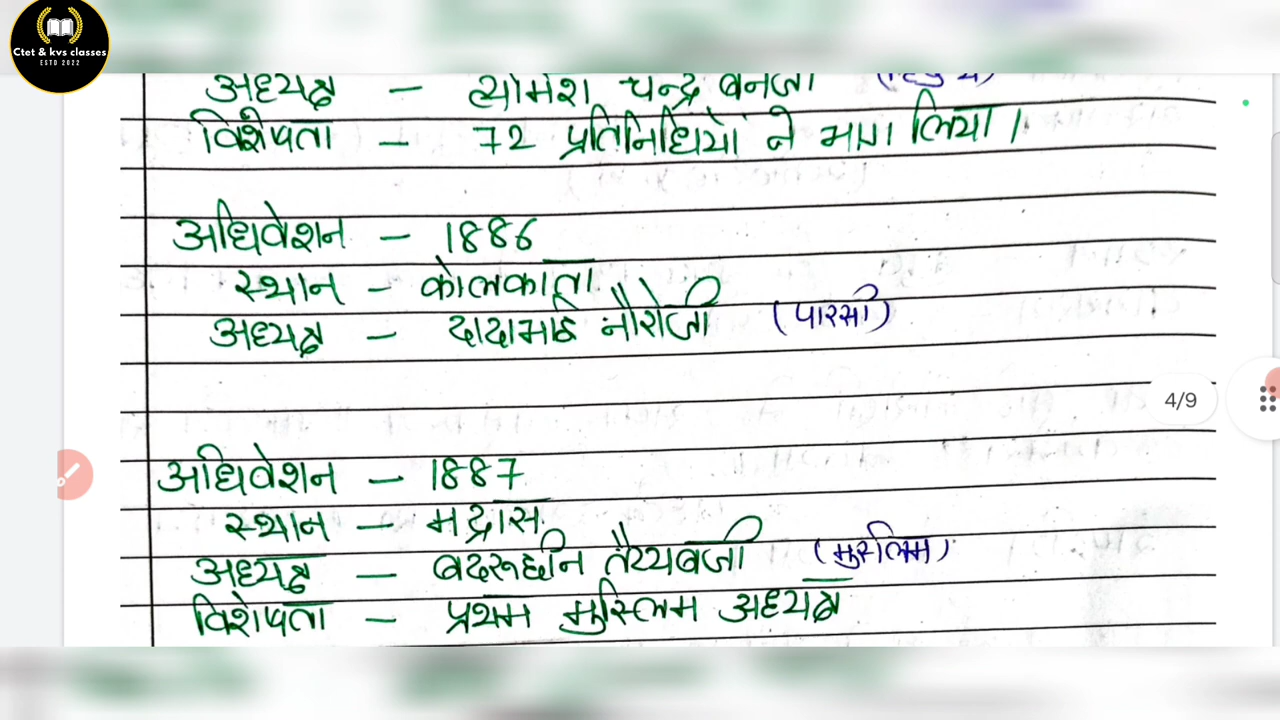 Ctet & kvs classes
ESTD 2022
अध्यक्ष – व्योमेश चन्द्र बनर्जी
विशेषता – 72 प्रतिनिधियों ने भाग लिया।
अधिवेशन – 1886
स्थान – कोलकाता
अध्यक्ष – दादाभाई नौरोजी (पारसी)
4/9
अधिवेशन – 1887
स्थान – मद्रास
अध्यक्ष – बदरूद्दीन तैय्यबजी (मुस्लिम)
विशेषता – प्रथम मुस्लिम अध्यक्ष